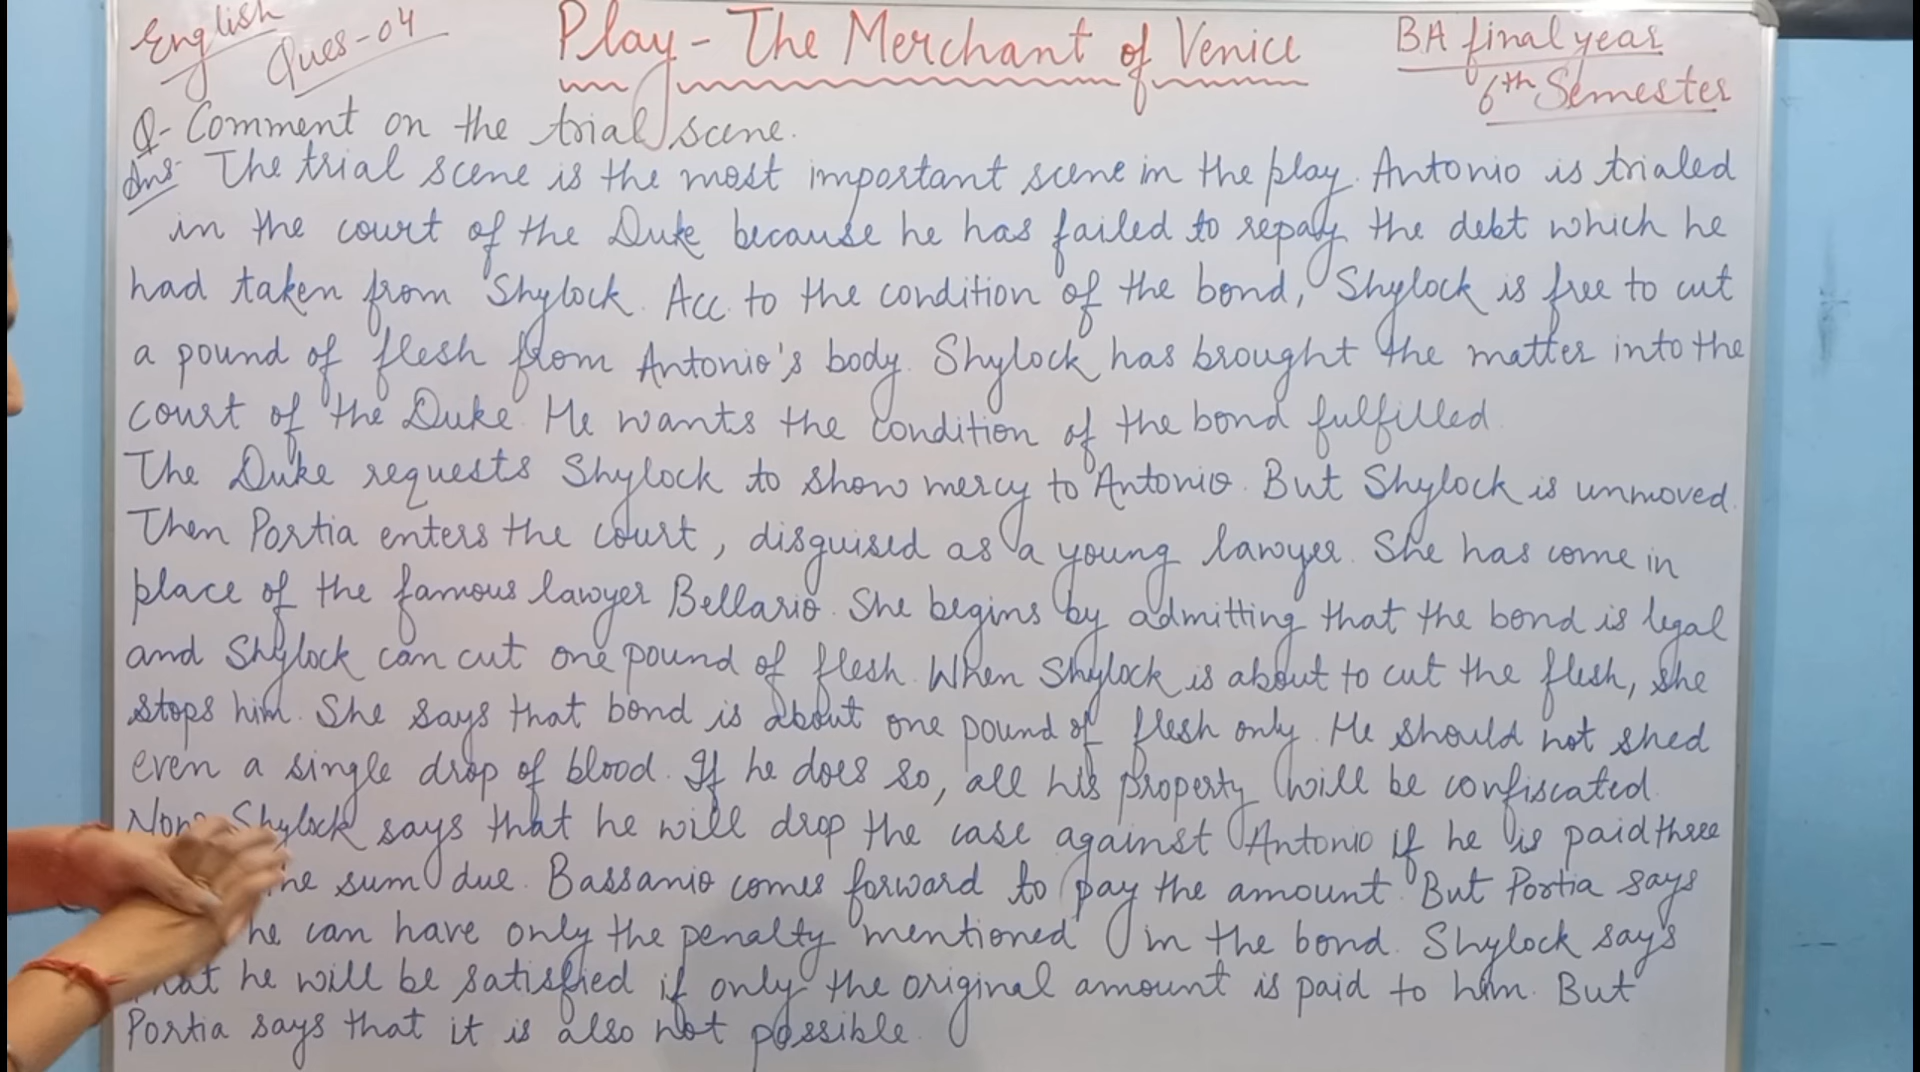 English
Ques-04
Play - The Merchant of Venice
BA final year
6th Semester
Q- Comment on the trial scene.
Ans- The trial scene is the most important scene in the play. Antonio is trialed
in the court of the Duke because he has failed to repay the debt which he
had taken from Shylock. Acc. to the condition of the bond, Shylock is free to cut
a pound of flesh from Antonio's body. Shylock has brought the matter into the
court of the Duke. He wants the condition of the bond fulfilled.
The Duke requests Shylock to show mercy to Antonio. But Shylock is unmoved.
Then Portia enters the court, disguised as a young lawyer. She has come in
place of the famous lawyer Bellario. She begins by admitting that the bond is legal
and Shylock can cut one pound of flesh. When Shylock is about to cut the flesh, she
stops him. She says that bond is about one pound of flesh only. He should not shed
even a single drop of blood. If he does so, all his property will be confiscated.
Now Shylock says that he will drop the case against Antonio if he is paid three
sum due. Bassanio comes forward to pay the amount. But Portia says
he can have only the penalty mentioned in the bond. Shylock says
that he will be satisfied if only the original amount is paid to him. But
Portia says that it is also not possible.